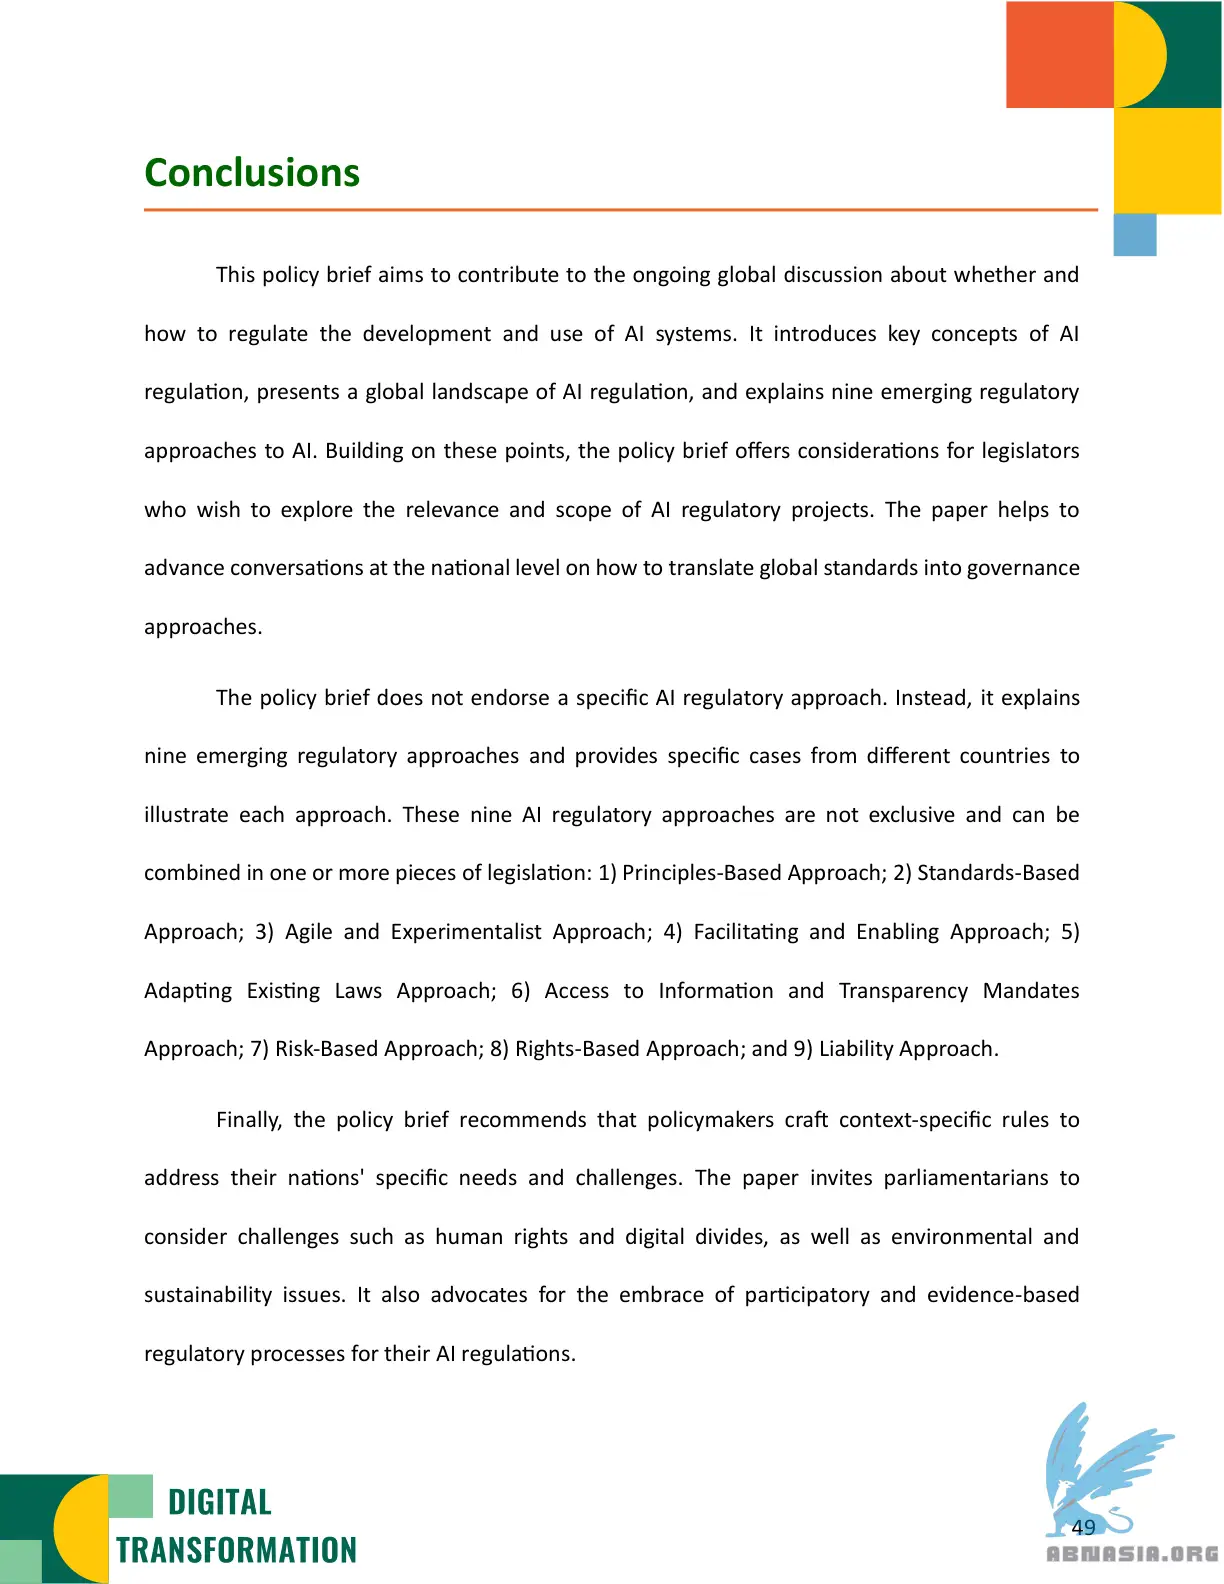 Conclusions
This policy brief aims to contribute to the ongoing global discussion about whether and
how to regulate the development and use of AI systems. It introduces key concepts of AI
regulation, presents a global landscape of AI regulation, and explains nine emerging regulatory
approaches to AI. Building on these points, the policy brief offers considerations for legislators
who wish to explore the relevance and scope of AI regulatory projects. The paper helps to
advance conversations at the national level on how to translate global standards into governance
approaches.
The policy brief does not endorse a specific AI regulatory approach. Instead, it explains
nine emerging regulatory approaches and provides specific cases from different countries to
illustrate each approach. These nine AI regulatory approaches are not exclusive and can be
combined in one or more pieces of legislation: 1) Principles-Based Approach; 2) Standards-Based
Approach; 3) Agile and Experimentalist Approach; 4) Facilitating and Enabling Approach; 5)
Adapting Existing Laws Approach; 6) Access to Information and Transparency Mandates
Approach; 7) Risk-Based Approach; 8) Rights-Based Approach; and 9) Liability Approach.
Finally, the policy brief recommends that policymakers craft context-specific rules to
address their nations' specific needs and challenges. The paper invites parliamentarians to
consider challenges such as human rights and digital divides, as well as environmental and
sustainability issues. It also advocates for the embrace of participatory and evidence-based
regulatory processes for their AI regulations.
DIGITAL
TRANSFORMATION
49
ABNASIA.ORG